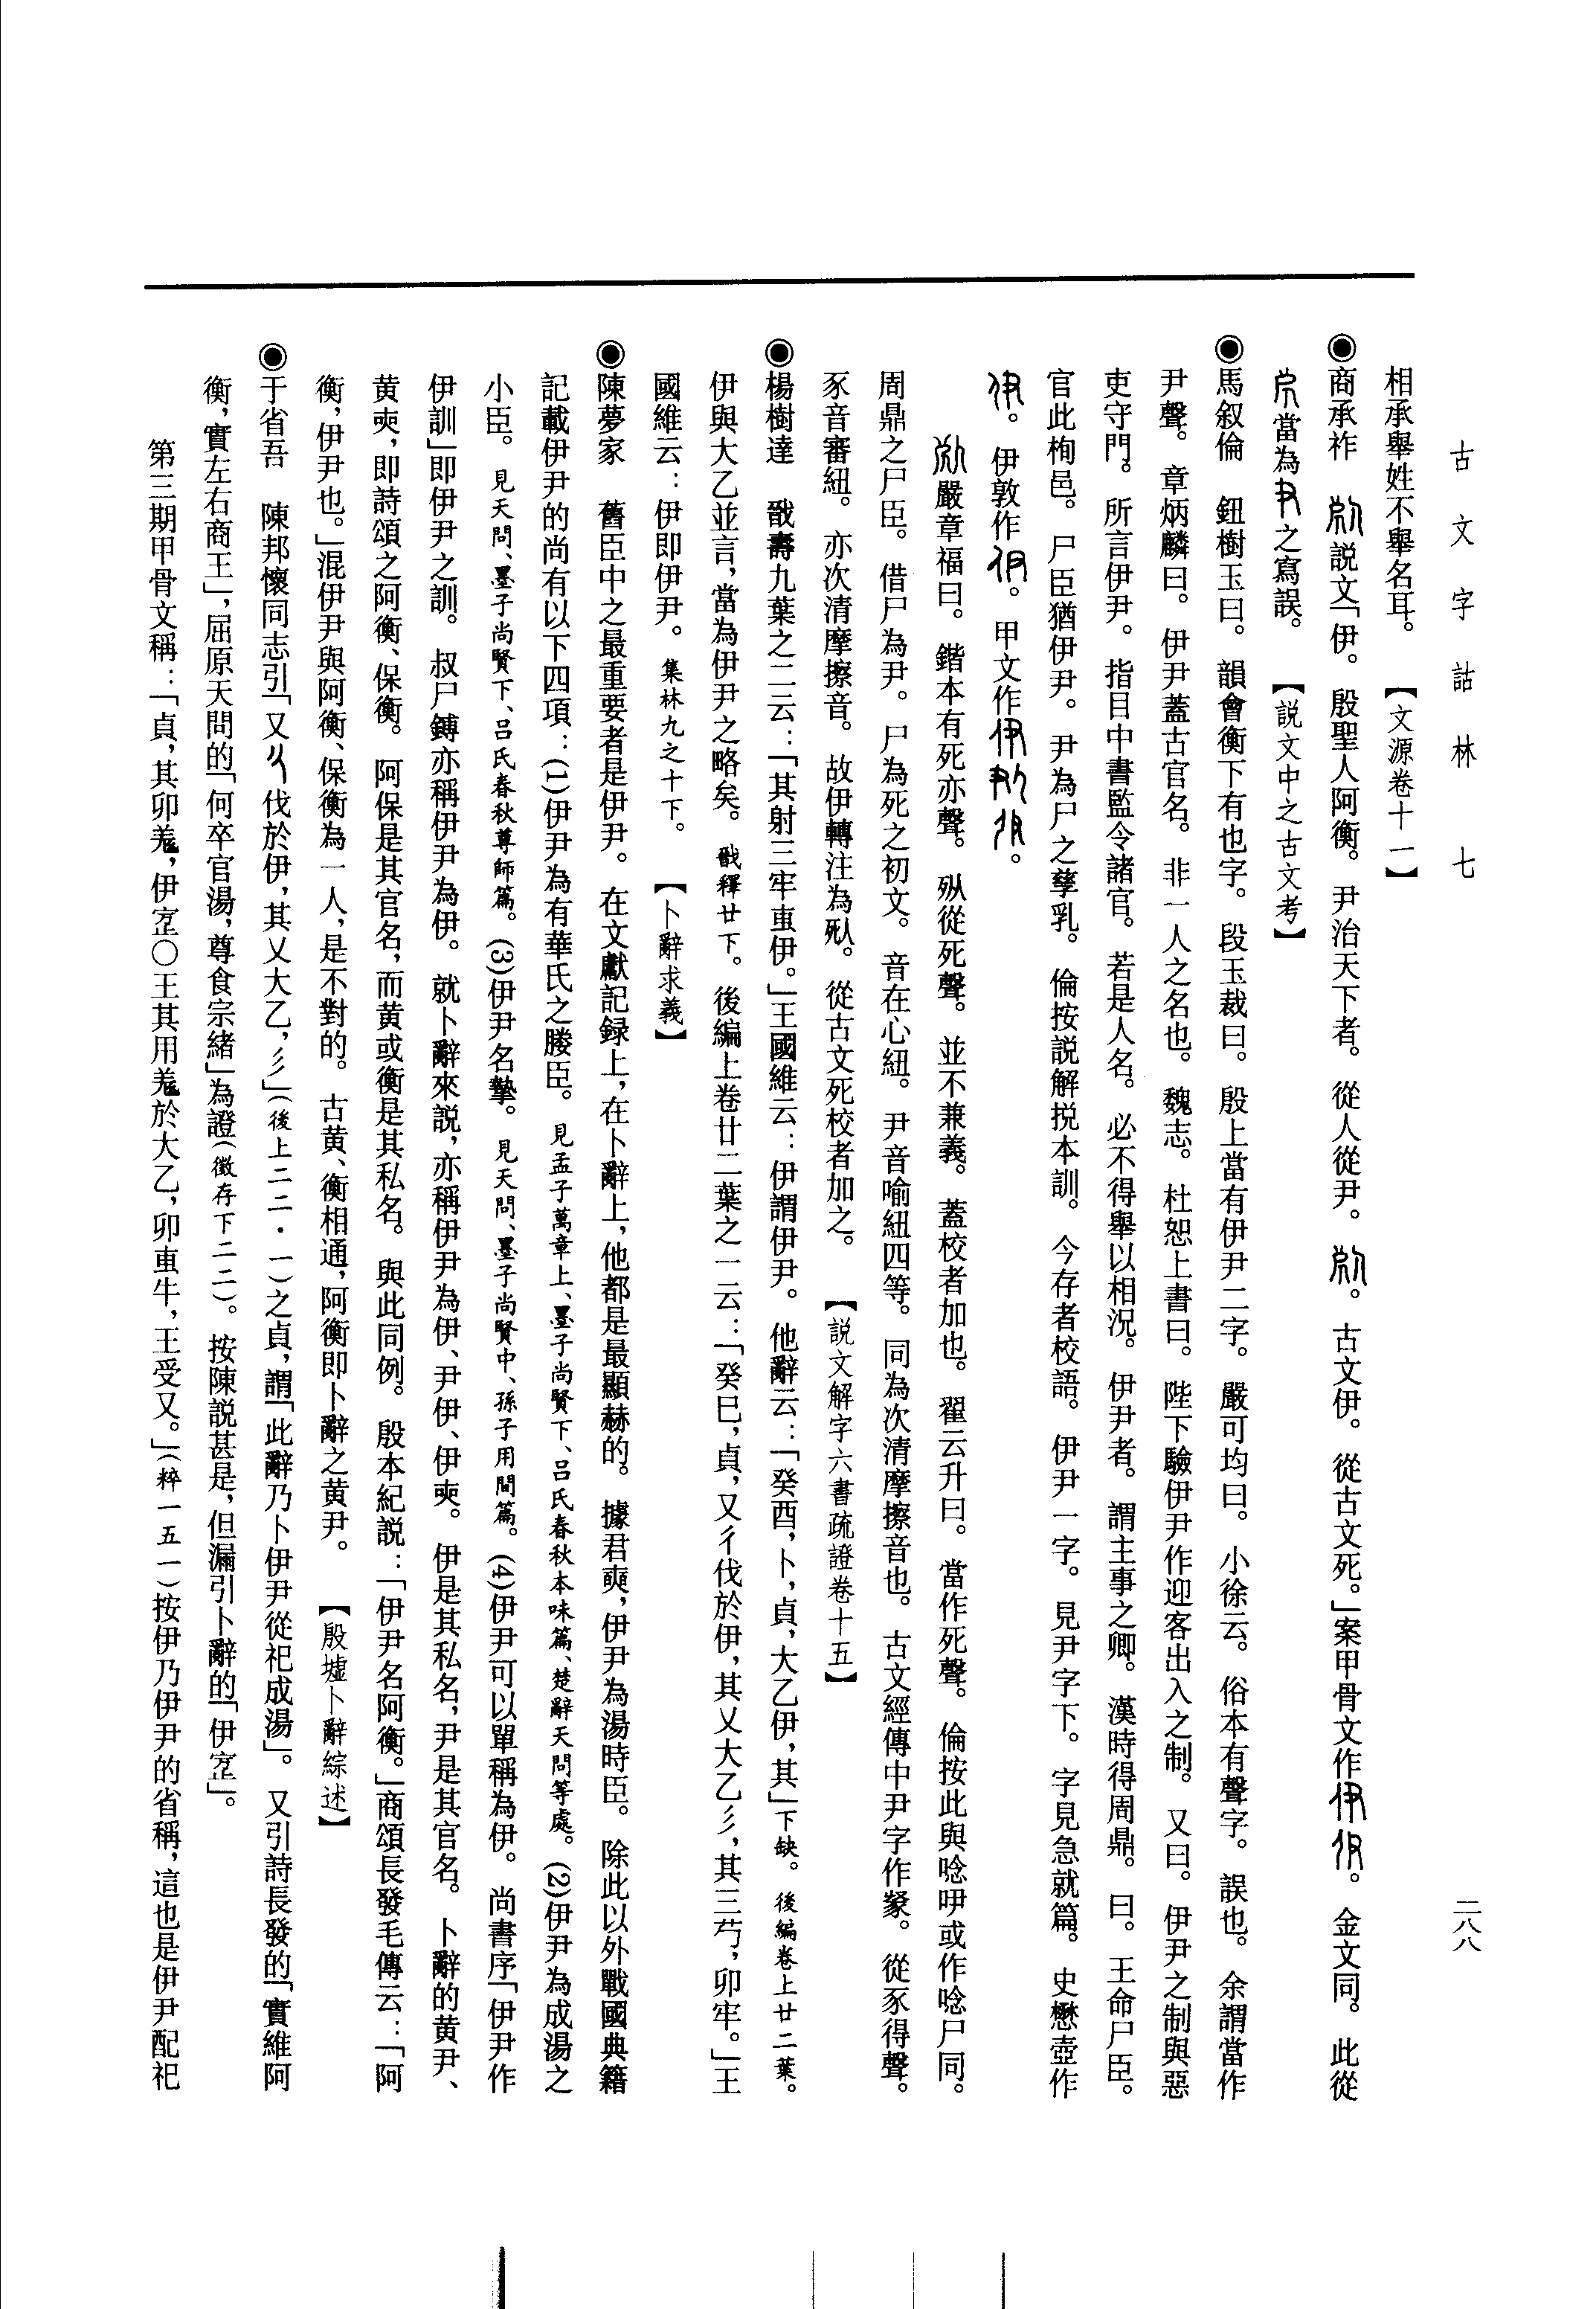 古文字詁林 七
二八八
相承舉姓不舉名耳。【文源卷十一】
◉商承祚 説文「伊。殷聖人阿衡。尹治天下者。從人從尹。。古文伊。從古文死。」案甲骨文作。金文同。此從
當為之寫誤。【説文中之古文考】
◉馬叙倫 鈕樹玉曰。韻會衡下有也字。段玉裁曰。殷上當有伊尹二字。嚴可均曰。小徐云。俗本有聲字。誤也。余謂當作
尹聲。章炳麟曰。伊尹蓋古官名。非一人之名也。魏志。杜恕上書曰。陛下驗伊尹作迎客出入之制。又曰。伊尹之制與惡
吏守門。所言伊尹。指目中書監令諸官。若是人名。必不得舉以相況。伊尹者。謂主事之卿。漢時得周鼎。曰。王命尸臣。
官此栒邑。尸臣猶伊尹。尹為尸之孳乳。倫按説解挩本訓。今存者校語。伊尹一字。見尹字下。字見急就篇。史懋壺作
。伊敦作。甲文作。
嚴章福曰。鍇本有死亦聲。從死聲。並不兼義。蓋校者加也。翟云升曰。當作死聲。倫按此與唸吚或作唸尸同。
周鼎之尸臣。借尸為尹。尸為死之初文。音在心紐。尹音喻紐四等。同為次清摩擦音也。古文經傳中尹字作。從豕得聲。
豕音審紐。亦次清摩擦音。故伊轉注為。從古文死校者加之。【説文解字六書疏證卷十五】
◉楊樹達 戩壽九葉之二云：「其射三牢叀伊。」王國維云：伊謂伊尹。他辭云：「癸酉，卜，貞，大乙伊，其」下缺。後編卷上廿二葉。
伊與大乙並言，當為伊尹之略矣。戩釋廿下。後編上卷廿二葉之一云：「癸巳，貞，又彳伐於伊，其乂大乙彡，其三芍，卯牢。」王
國維云：伊即伊尹。集林九之十下。【卜辭求義】
◉陳夢家 舊臣中之最重要者是伊尹。在文獻記録上，在卜辭上，他都是最顯赫的。據君奭，伊尹為湯時臣。除此以外戰國典籍
記載伊尹的尚有以下四項：(1)伊尹為有莘氏之媵臣。見孟子萬章上、墨子尚賢下、吕氏春秋本味篇、楚辭天問等處。(2)伊尹為成湯之
小臣。見天問、墨子尚賢下、吕氏春秋尊師篇。(3)伊尹名摯。見天問、墨子尚賢中、孫子用間篇。(4)伊尹可以單稱為伊。尚書序「伊尹作
伊訓」即伊尹之訓。叔尸鎛亦稱伊尹為伊。就卜辭來説，亦稱伊尹為伊、尹伊、伊奭。伊是其私名，尹是其官名。卜辭的黄尹、
黄奭，即詩頌之阿衡、保衡。阿保是其官名，而黄或衡是其私名。與此同例。殷本紀説：「伊尹名阿衡。」商頌長發毛傳云：「阿
衡，伊尹也。」混伊尹與阿衡、保衡為一人，是不對的。古黄、衡相通，阿衡即卜辭之黄尹。【殷墟卜辭綜述】
◉于省吾 陳邦懷同志引「又伐於伊，其乂大乙，彡」（後上二二·一）之貞，謂「此辭乃卜伊尹從祀成湯」。又引詩長發的「實維阿
衡，實左右商王」，屈原天問的「何卒官湯，尊食宗緒」為證（徵存下二二）。按陳説甚是，但漏引卜辭的「伊」。
第三期甲骨文稱：「貞，其卯羌，伊〇王其用羌於大乙，卯叀牛，王受又。」（粹一五一）按伊乃伊尹的省稱，這也是伊尹配祀